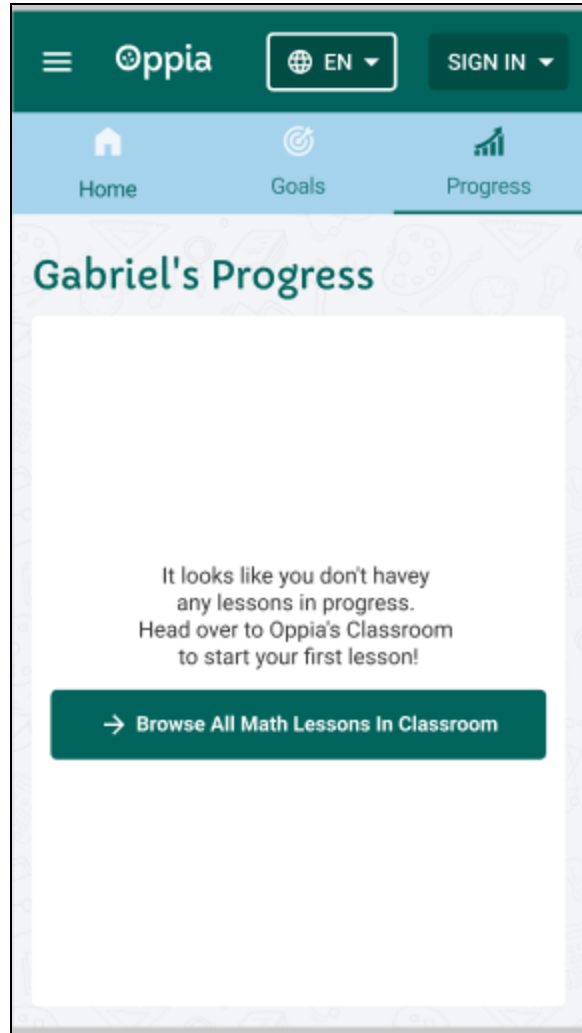 Oppia
EN
SIGN IN
Home
Goals
Progress
Gabriel's Progress
It looks like you don't havey
any lessons in progress.
Head over to Oppia's Classroom
to start your first lesson!
Browse All Math Lessons In Classroom